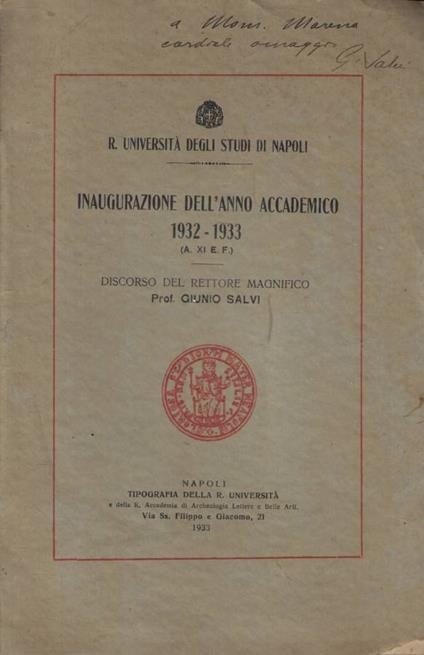 a Mons. Marena
cordiale omaggio
G. Salvi
R. UNIVERSITÀ DEGLI STUDI DI NAPOLI
INAUGURAZIONE DELL'ANNO ACCADEMICO
1932 - 1933
(A. XI E. F.)
DISCORSO DEL RETTORE MAGNIFICO
Prof. GIUNIO SALVI
NAPOLI
TIPOGRAFIA DELLA R. UNIVERSITÀ
e della R. Accademia di Archeologia Lettere e Belle Arti.
Via Ss. Filippo e Giacomo, 21
1933